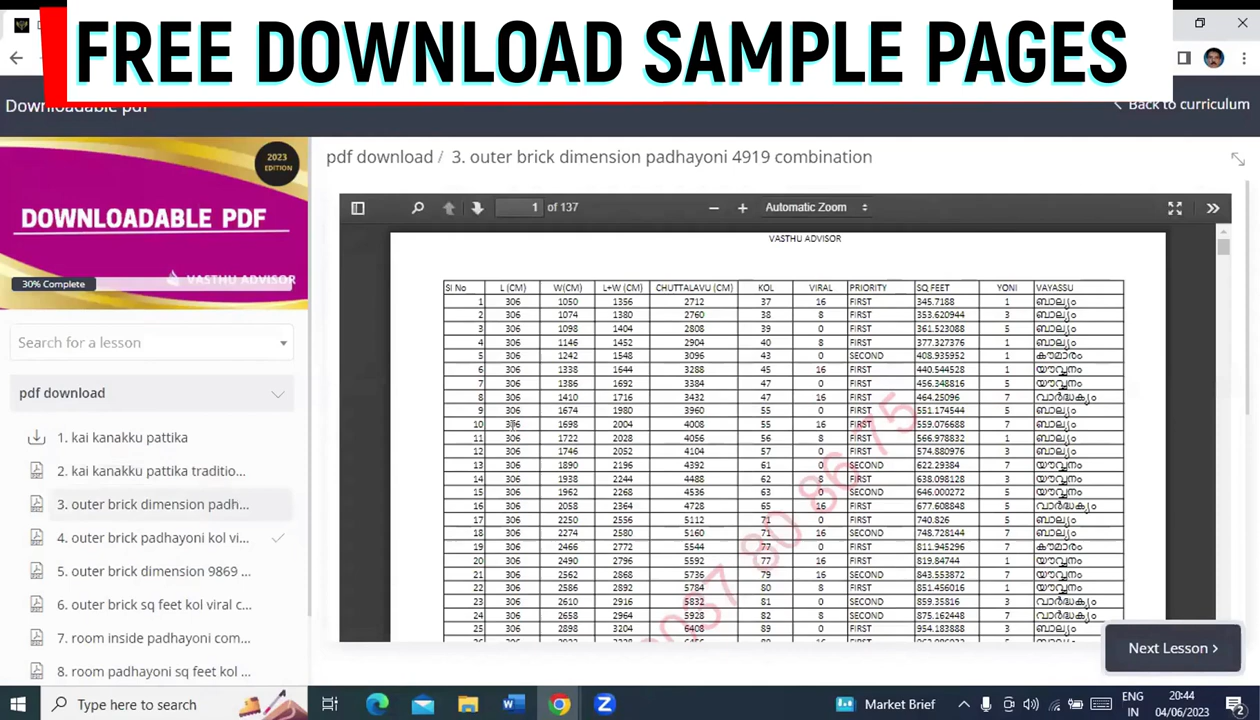 FREE DOWNLOAD SAMPLE PAGES
Downloadable pdf
Back to curriculum
2023
EDITION
DOWNLOADABLE PDF
VASTHU ADVISOR
30% Complete
Search for a lesson
pdf download
1. kai kanakku pattika
2. kai kanakku pattika traditio...
3. outer brick dimension padh...
4. outer brick padhayoni kol vi...
5. outer brick dimension 9869 ...
6. outer brick sq feet kol viral c...
7. room inside padhayoni com...
8. room padhayoni sq feet kol ...
pdf download / 3. outer brick dimension padhayoni 4919 combination
1 of 137
Automatic Zoom
VASTHU ADVISOR
Sl No L (CM) W(CM) L+W (CM) CHUTTALAVU (CM) KOL VIRAL PRIORITY SQ FEET YONI VAYASSU
1 306 1050 1356 2712 37 16 FIRST 345.7188 1 ബാല്യം
2 306 1074 1380 2760 38 8 FIRST 353.620944 3 ബാല്യം
3 306 1098 1404 2808 39 0 FIRST 361.523088 5 ബാല്യം
4 306 1146 1452 2904 40 8 FIRST 377.327376 1 ബാല്യം
5 306 1242 1548 3096 43 0 SECOND 408.935952 1 കൗമാരം
6 306 1338 1644 3288 45 16 FIRST 440.544528 1 യൗവ്വനം
7 306 1386 1692 3384 47 0 FIRST 456.348816 5 യൗവ്വനം
8 306 1410 1716 3432 47 16 FIRST 464.25096 7 വാർദ്ധക്യം
9 306 1674 1980 3960 55 0 FIRST 551.174544 5 ബാല്യം
10 306 1698 2004 4008 55 16 FIRST 559.076688 7 ബാല്യം
11 306 1722 2028 4056 56 8 FIRST 566.978832 1 ബാല്യം
12 306 1746 2052 4104 57 0 FIRST 574.880976 3 ബാല്യം
13 306 1890 2196 4392 61 0 SECOND 622.29384 7 യൗവ്വനം
14 306 1938 2244 4488 62 8 FIRST 638.098128 3 യൗവ്വനം
15 306 1962 2268 4536 63 0 SECOND 646.000272 5 യൗവ്വനം
16 306 2058 2364 4728 65 16 FIRST 677.608848 5 വാർദ്ധക്യം
17 306 2250 2556 5112 71 0 FIRST 740.826 5 ബാല്യം
18 306 2274 2580 5160 71 16 SECOND 748.728144 7 ബാല്യം
19 306 2466 2772 5544 77 0 FIRST 811.945296 7 കൗമാരം
20 306 2490 2796 5592 77 16 FIRST 819.84744 1 യൗവ്വനം
21 306 2562 2868 5736 79 16 SECOND 843.553872 7 യൗവ്വനം
22 306 2586 2892 5784 80 8 FIRST 851.456016 1 യൗവ്വനം
23 306 2610 2916 5832 81 0 SECOND 859.35816 3 വാർദ്ധക്യം
24 306 2658 2964 5928 82 8 SECOND 875.162448 7 വാർദ്ധക്യം
25 306 2898 3204 6408 89 0 FIRST 954.183888 3 ബാല്യം
Next Lesson
Type here to search
Market Brief
ENG
IN
20:44
04/06/2023
2